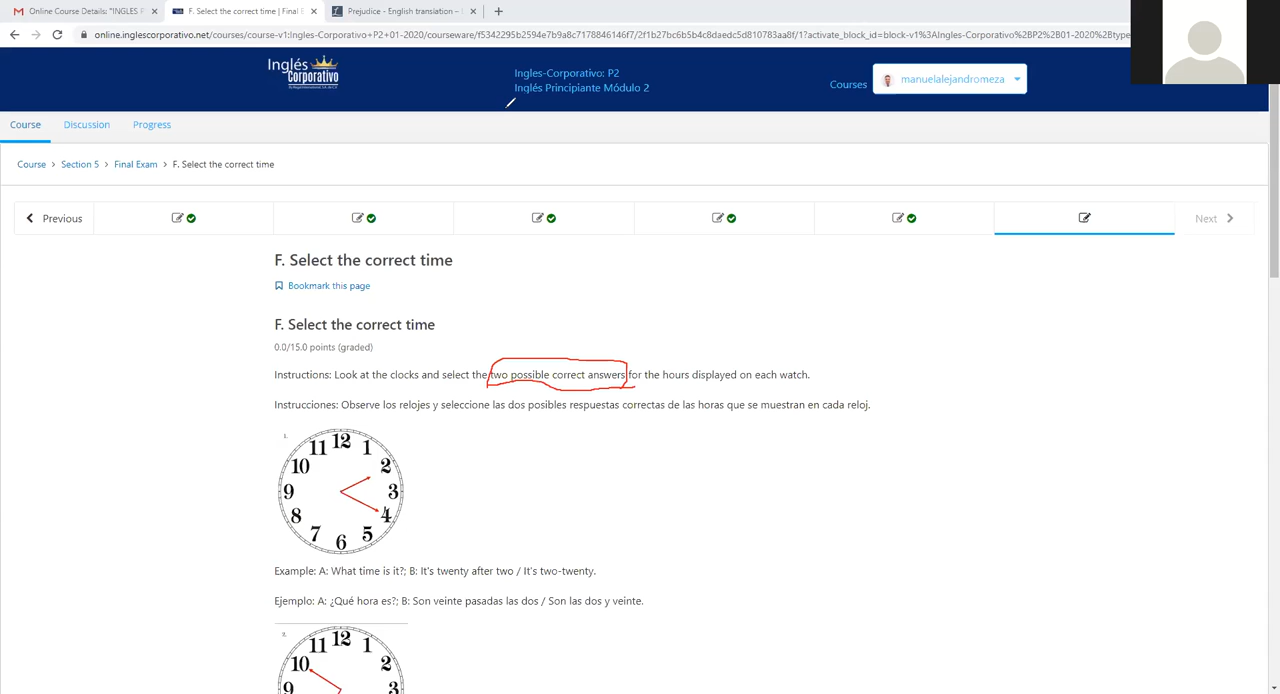 Online Course Details: "INGLES P
F. Select the correct time | Final E
Prejudice - English translation –
online.inglescorporativo.net/courses/course-v1:Ingles-Corporativo+P2+01-2020/courseware/f5342295b2594e7b9a8c7178846146f7/2f1b27bc6b5b4c8daedc5d810783aa8f/1?activate_block_id=block-v1%3AIngles-Corporativo%2BP2%2B01-2020%2Btype
Inglés
Corporativo
Ingles-Corporativo: P2
Inglés Principiante Módulo 2
Courses
manuelalejandromeza
Course
Discussion
Progress
Course > Section 5 > Final Exam > F. Select the correct time
Previous
Next
F. Select the correct time
Bookmark this page
F. Select the correct time
0.0/15.0 points (graded)
Instructions: Look at the clocks and select the two possible correct answers for the hours displayed on each watch.
Instrucciones: Observe los relojes y seleccione las dos posibles respuestas correctas de las horas que se muestran en cada reloj.
1.
12 1 2 3 4 5 6 7 8 9 10 11
Example: A: What time is it?; B: It's twenty after two / It's two-twenty.
Ejemplo: A: ¿Qué hora es?; B: Son veinte pasadas las dos / Son las dos y veinte.
2.
12 1 2 3 9 10 11